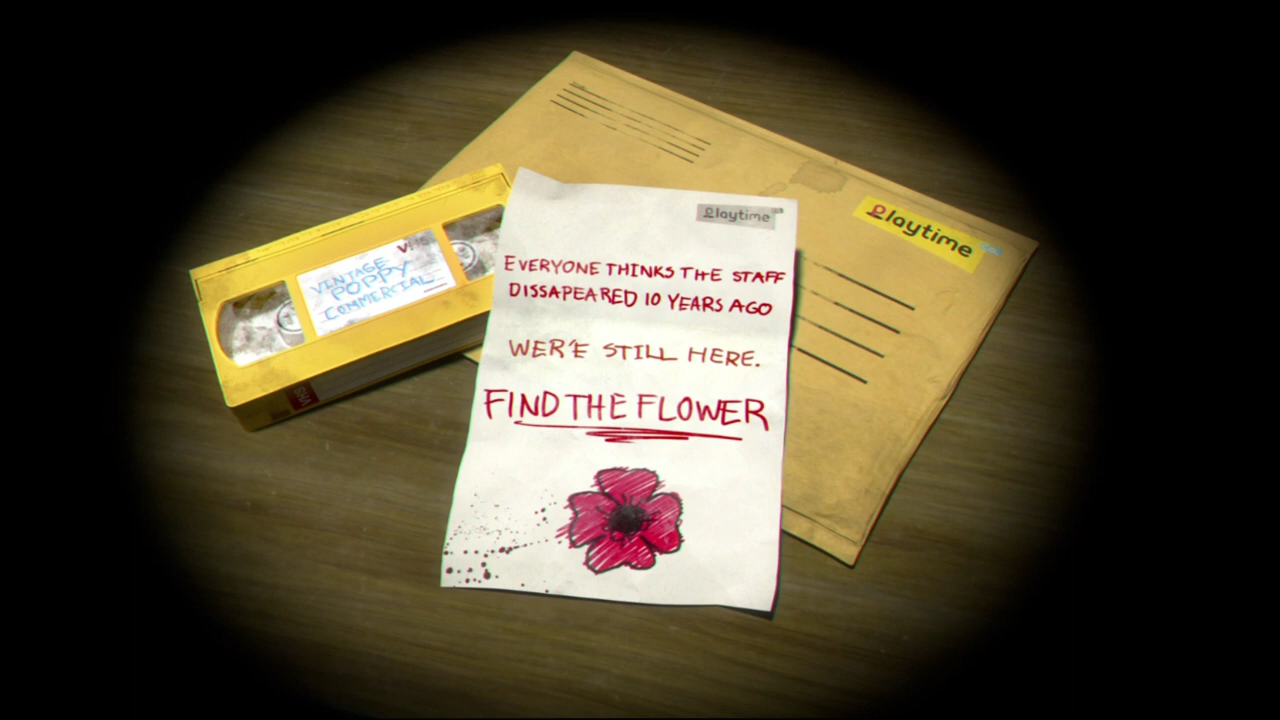 Playtime
Playtime
VHS
VINTAGE
POPPY
COMMERCIAL
EVERYONE THINKS THE STAFF
DISSAPEARED 10 YEARS AGO
WER'E STILL HERE.
FIND THE FLOWER